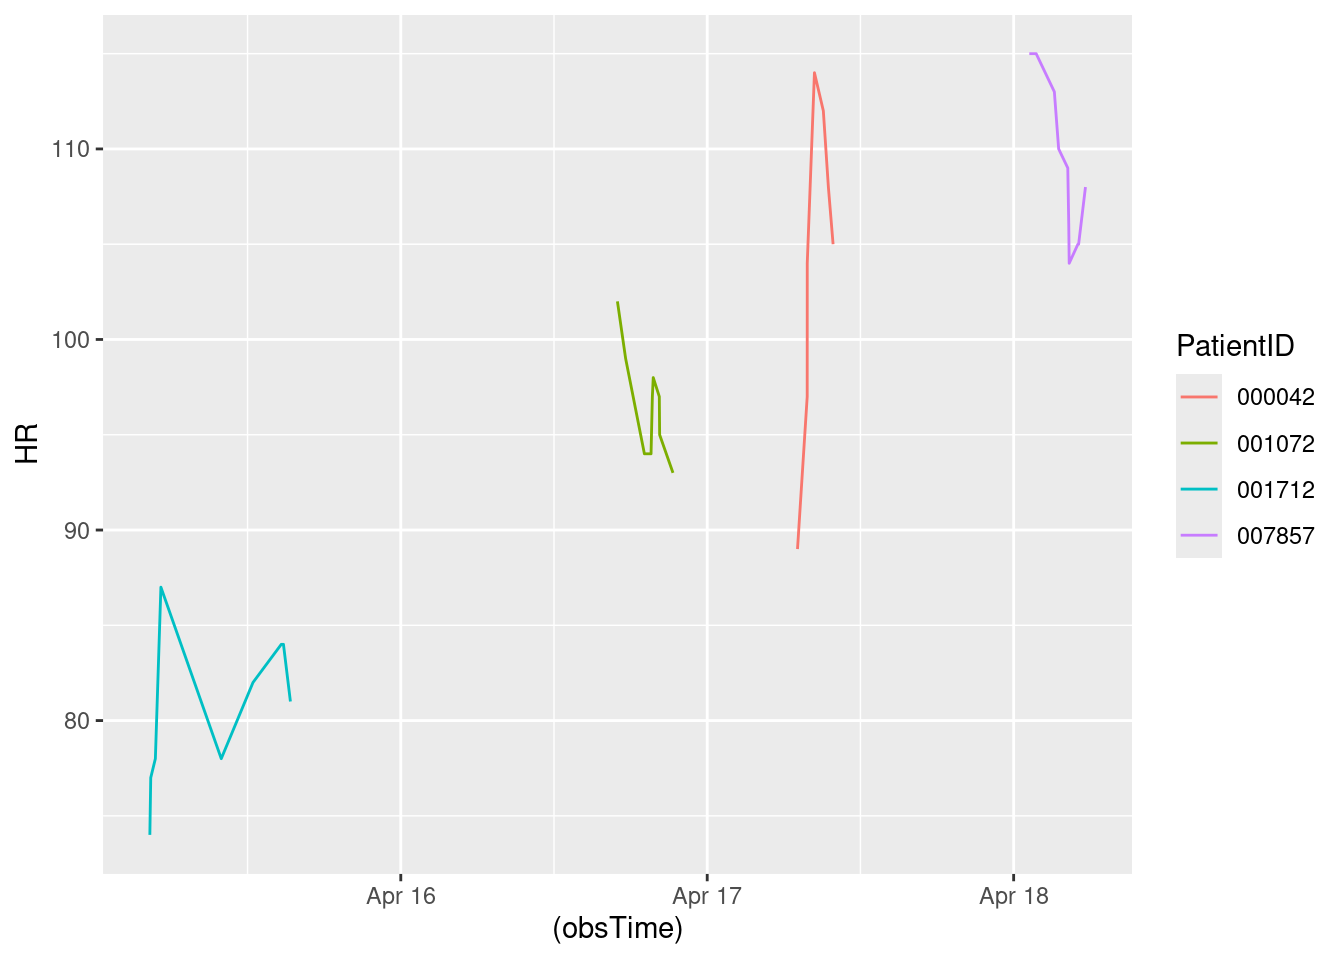 HR
110
100
90
80
Apr 16
Apr 17
Apr 18
(obsTime)
PatientID
000042
001072
001712
007857